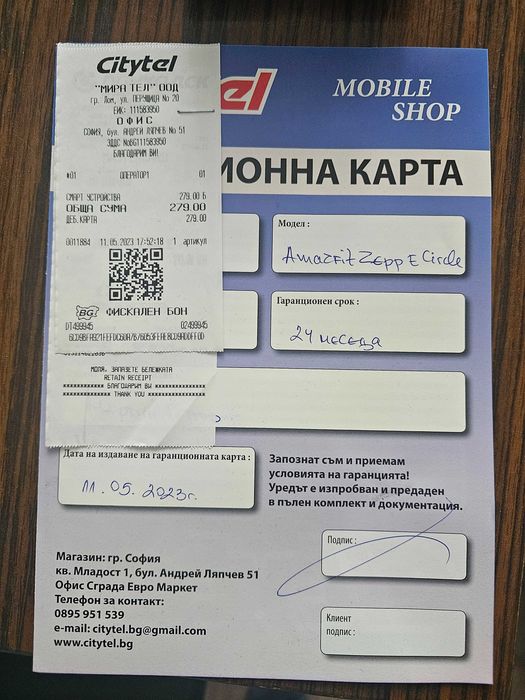 Citytel
"МИРА ТЕЛ" ООД
гр. Лом, ул. ПЕРУЩИЦА No 20
ЕИК: 111583950
ОФИС
СОФИЯ, бул. АНДРЕЙ ЛЯПЧЕВ No 51
ЗДДС №BG111583950
БЛАГОДАРИМ ВИ!
#01 ОПЕРАТОР1 01
СМАРТ УСТРОЙСТВА 279.00 Б
ОБЩА СУМА 279.00
ДЕБ.КАРТА 279.00
0011884 11.05.2023 17:52:18 1 артикул
BG ФИСКАЛЕН БОН
DT499945 02499945
МОЛЯ, ЗАПАЗЕТЕ БЕЛЕЖКАТА
RETAIN RECEIPT
БЛАГОДАРИМ ВИ
THANK YOU
el
MOBILE
SHOP
ИОННА КАРТА
Модел :
Amazfit Zepp E Circle
Гаранционен срок :
24 месеца
Дата на издаване на гаранционната карта :
11.05.2023г.
Запознат съм и приемам
условията на гаранцията!
Уредът е изпробван и предаден
в пълен комплект и документация.
Подпис :
Клиент
подпис :
Магазин: гр. София
кв. Младост 1, бул. Андрей Ляпчев 51
Офис Сграда Евро Маркет
Телефон за контакт:
0895 951 539
e-mail: citytel.bg@gmail.com
www.citytel.bg